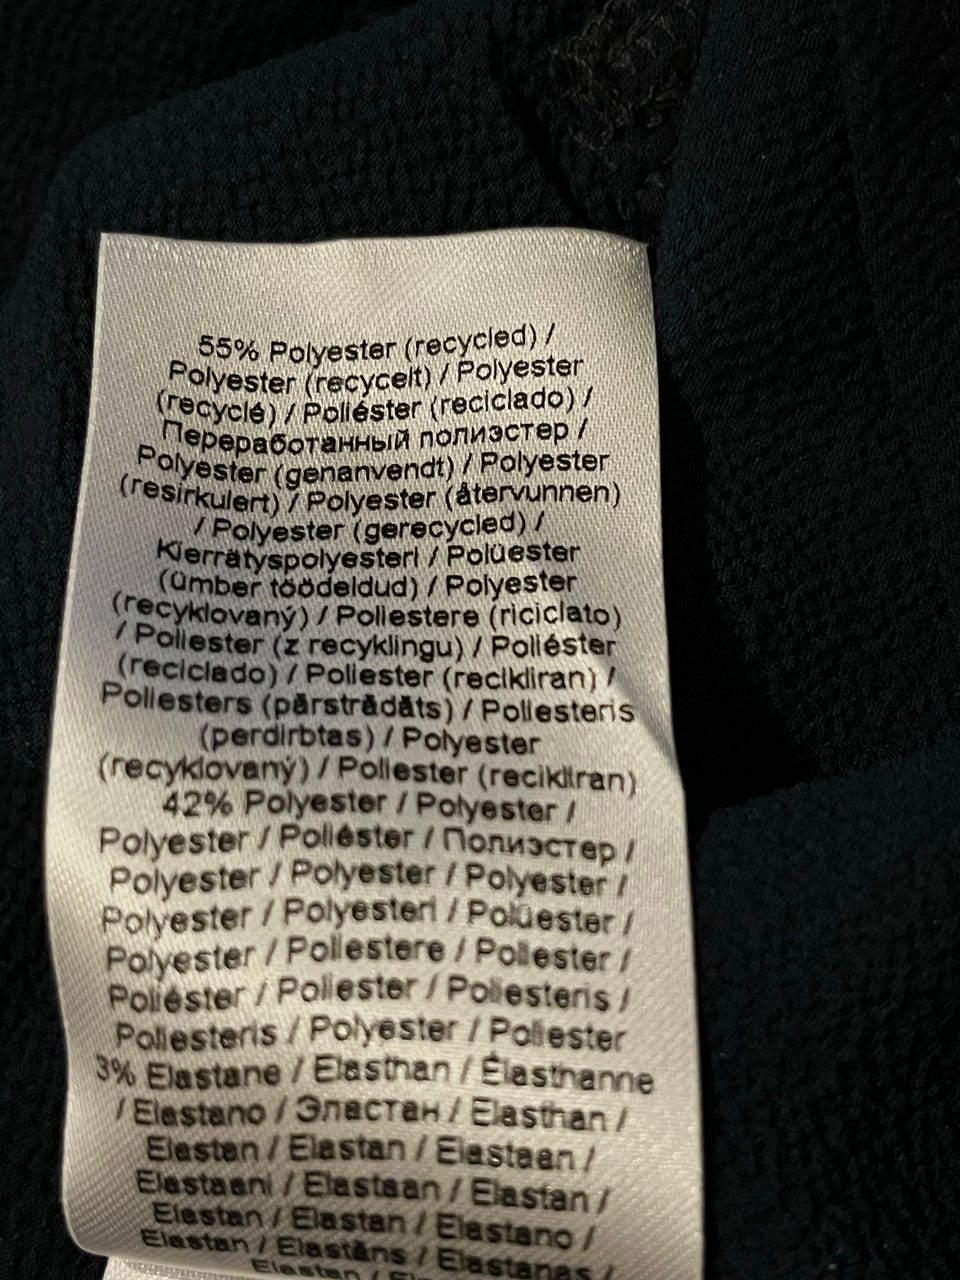 55% Polyester (recycled) /
Polyester (recycelt) / Polyester
(recyclé) / Poliéster (reciclado) /
Переработанный полиэстер /
Polyester (genanvendt) / Polyester
(resirkulert) / Polyester (återvunnen)
/ Polyester (gerecycled) /
Kierrätyspolyesteri / Polüester
(ümber töödeldud) / Polyester
(recyklovaný) / Poliestere (riciclato)
/ Poliester (z recyklingu) / Poliéster
(reciclado) / Poliester (recikliran) /
Poliesters (pārstrādāts) / Poliesteris
(perdirbtas) / Polyester
(recyklovaný) / Poliester (recikliran)
42% Polyester / Polyester /
Polyester / Poliéster / Полиэстер /
Polyester / Polyester / Polyester /
Polyester / Polyesteri / Polüester /
Polyester / Poliestere / Poliester /
Poliéster / Poliester / Poliesteris /
Poliesteris / Polyester / Poliester
3% Elastane / Elasthan / Élasthanne
/ Elastano / Эластан / Elasthan /
Elastan / Elastan / Elastaan /
Elastaani / Elastaan / Elastan /
Elastan / Elastan / Elastano /
Elastan / Elastāns / Elastanas /
Elastan /